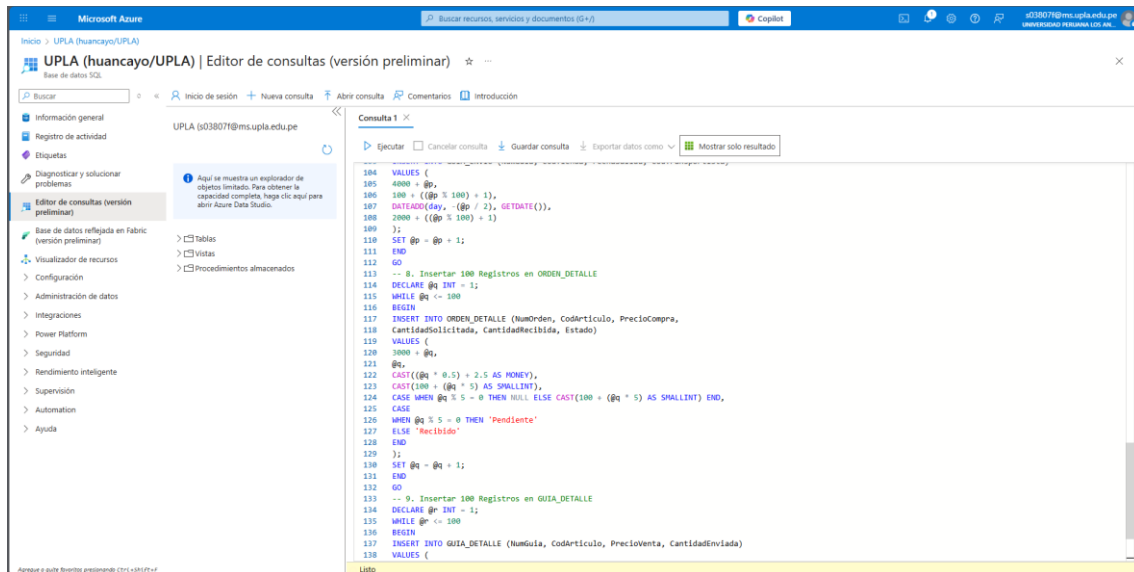 Microsoft Azure
Buscar recursos, servicios y documentos (G+/)
Copilot
s03807f@ms.upla.edu.pe
UNIVERSIDAD PERUANA LOS AN...
Inicio > UPLA (huancayo/UPLA)
UPLA (huancayo/UPLA) | Editor de consultas (versión preliminar)
Base de datos SQL
Buscar
Inicio de sesión
Nueva consulta
Abrir consulta
Comentarios
Introducción
Información general
Registro de actividad
Etiquetas
Diagnosticar y solucionar
problemas
Editor de consultas (versión
preliminar)
Base de datos reflejada en Fabric
(versión preliminar)
Visualizador de recursos
Configuración
Administración de datos
Integraciones
Power Platform
Seguridad
Rendimiento inteligente
Supervisión
Automation
Ayuda
Agregue o quite favoritos presionando Ctrl+Shift+F
UPLA (s03807f@ms.upla.edu.pe
Aquí se muestra un explorador de
objetos limitado. Para obtener la
capacidad completa, haga clic aquí para
abrir Azure Data Studio.
Tablas
Vistas
Procedimientos almacenados
Consulta 1
Ejecutar
Cancelar consulta
Guardar consulta
Exportar datos como
Mostrar solo resultado
104 VALUES (
105 4000 + @p,
106 100 + ((@p % 100) + 1),
107 DATEADD(day, -(@p / 2), GETDATE()),
108 2000 + ((@p % 100) + 1)
109 );
110 SET @p = @p + 1;
111 END
112 GO
113 -- 8. Insertar 100 Registros en ORDEN_DETALLE
114 DECLARE @q INT = 1;
115 WHILE @q <= 100
116 BEGIN
117 INSERT INTO ORDEN_DETALLE (NumOrden, CodArticulo, PrecioCompra,
118 CantidadSolicitada, CantidadRecibida, Estado)
119 VALUES (
120 3000 + @q,
121 @q,
122 CAST((@q * 0.5) + 2.5 AS MONEY),
123 CAST(100 + (@q * 5) AS SMALLINT),
124 CASE WHEN @q % 5 = 0 THEN NULL ELSE CAST(100 + (@q * 5) AS SMALLINT) END,
125 CASE
126 WHEN @q % 5 = 0 THEN 'Pendiente'
127 ELSE 'Recibido'
128 END
129 );
130 SET @q = @q + 1;
131 END
132 GO
133 -- 9. Insertar 100 Registros en GUIA_DETALLE
134 DECLARE @r INT = 1;
135 WHILE @r <= 100
136 BEGIN
137 INSERT INTO GUIA_DETALLE (NumGuia, CodArticulo, PrecioVenta, CantidadEnviada)
138 VALUES (
Listo